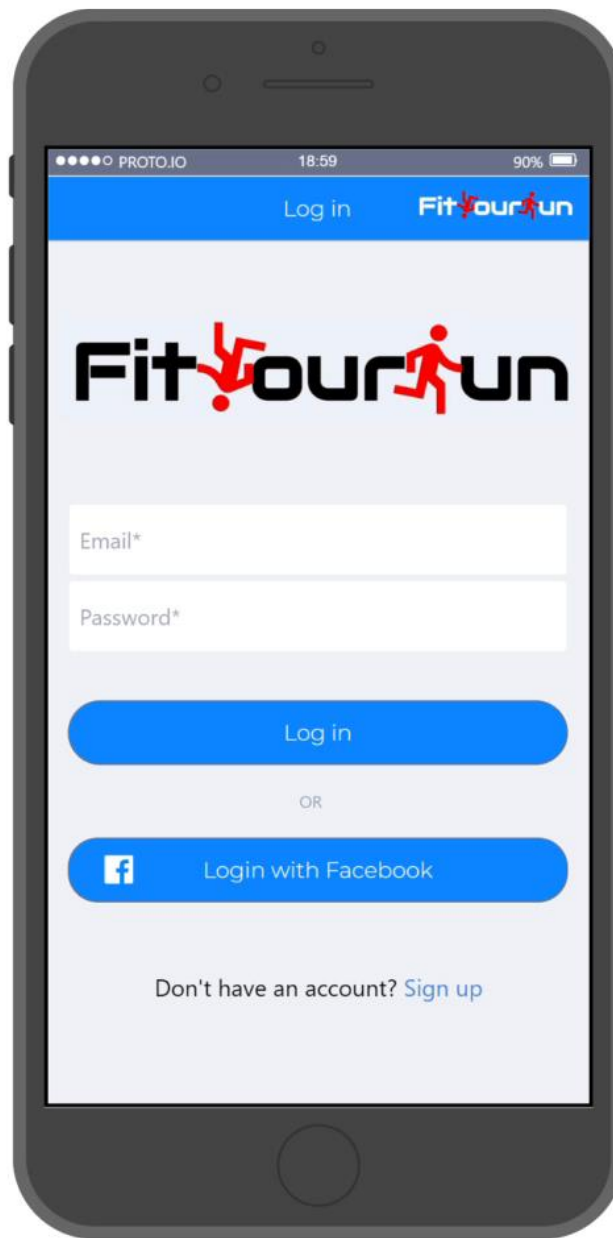 PROTO.IO 18:59 90%
Log in FitYourRun
FitYourRun
Email*
Password*
Log in
OR
Login with Facebook
Don't have an account? Sign up